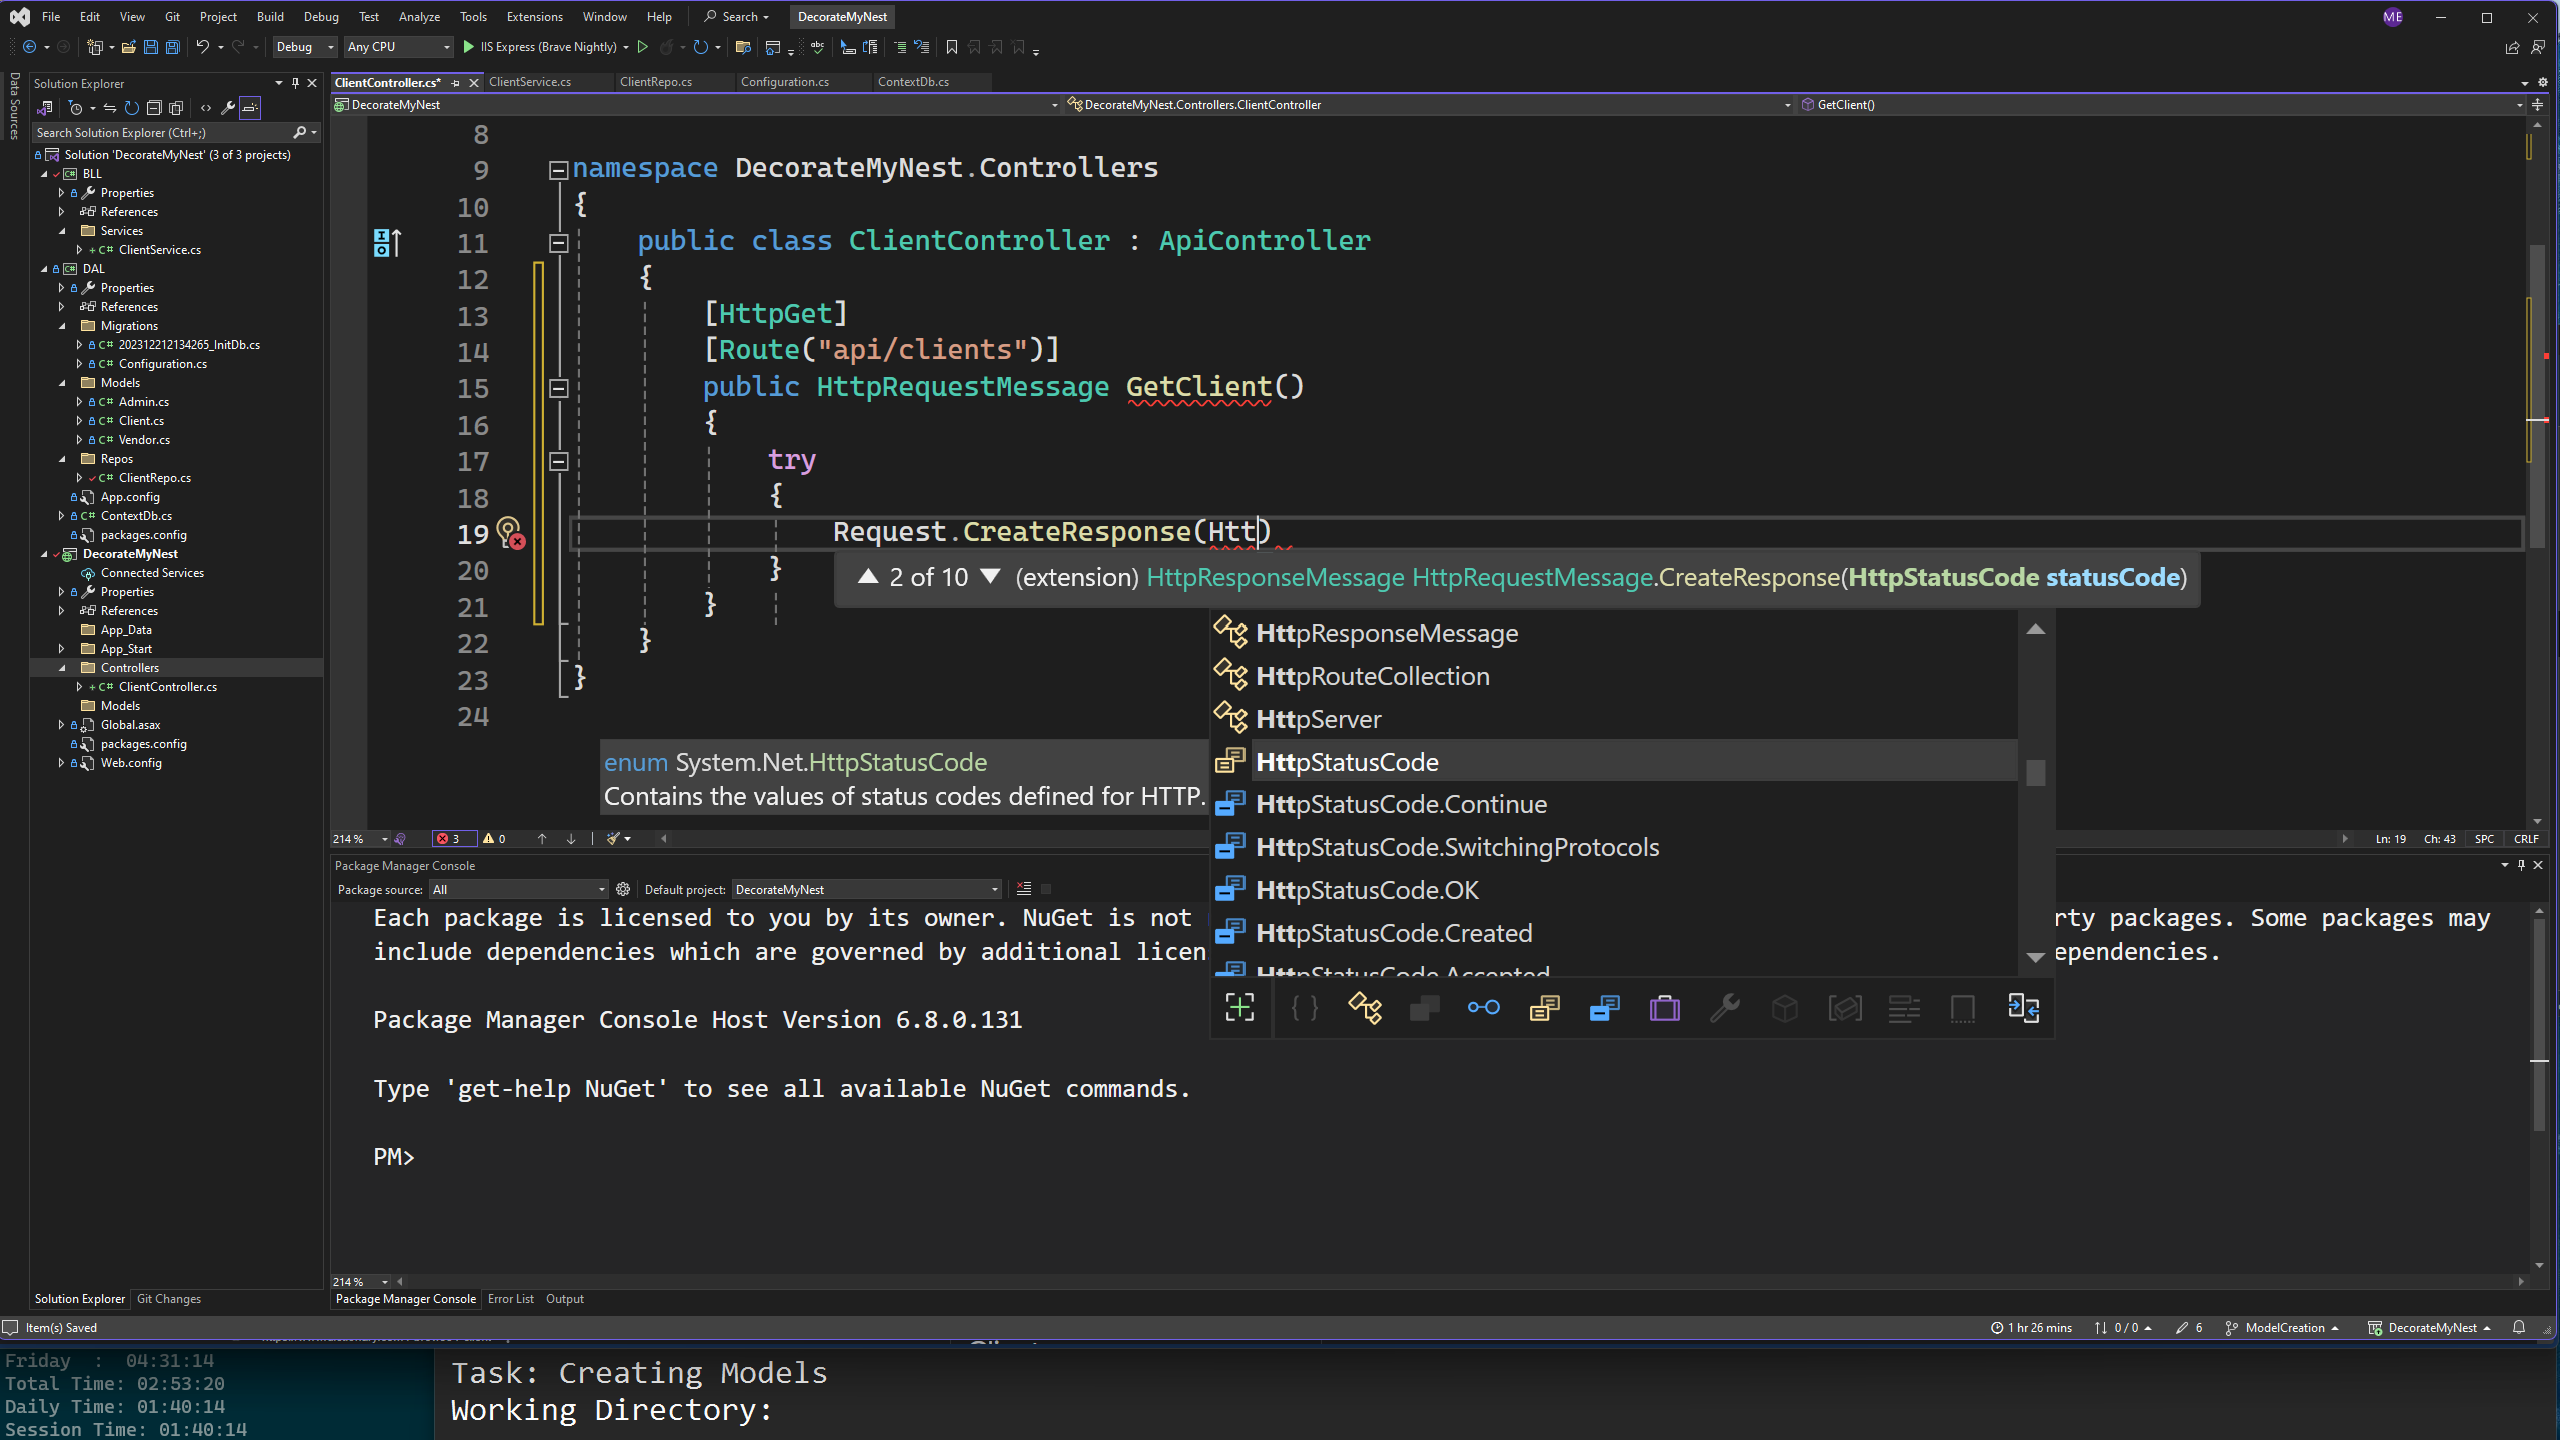 File Edit View Git Project Build Debug Test Analyze Tools Extensions Window Help Search DecorateMyNest ME
Debug Any CPU IIS Express (Brave Nightly)
Data Sources
Solution Explorer
Search Solution Explorer (Ctrl+;)
Solution 'DecorateMyNest' (3 of 3 projects)
BLL
Properties
References
Services
ClientService.cs
DAL
Properties
References
Migrations
202312212134265_InitDb.cs
Configuration.cs
Models
Admin.cs
Client.cs
Vendor.cs
Repos
ClientRepo.cs
App.config
ContextDb.cs
packages.config
DecorateMyNest
Connected Services
Properties
References
App_Data
App_Start
Controllers
ClientController.cs
Models
Global.asax
packages.config
Web.config
Solution Explorer Git Changes
ClientController.cs* ClientService.cs ClientRepo.cs Configuration.cs ContextDb.cs
DecorateMyNest DecorateMyNest.Controllers.ClientController GetClient()
8
9 namespace DecorateMyNest.Controllers
10 {
11 public class ClientController : ApiController
12 {
13 [HttpGet]
14 [Route("api/clients")]
15 public HttpRequestMessage GetClient()
16 {
17 try
18 {
19 Request.CreateResponse(Htt)
20 }
21 }
22 }
23 }
24
2 of 10 (extension) HttpResponseMessage HttpRequestMessage.CreateResponse(HttpStatusCode statusCode)
HttpResponseMessage
HttpRouteCollection
HttpServer
HttpStatusCode
HttpStatusCode.Continue
HttpStatusCode.SwitchingProtocols
HttpStatusCode.OK
HttpStatusCode.Created
HttpStatusCode.Accepted
enum System.Net.HttpStatusCode
Contains the values of status codes defined for HTTP.
214 % 3 0 Ln: 19 Ch: 43 SPC CRLF
Package Manager Console
Package source: All Default project: DecorateMyNest
Each package is licensed to you by its owner. NuGet is not rty packages. Some packages may
include dependencies which are governed by additional licen ependencies.
Package Manager Console Host Version 6.8.0.131
Type 'get-help NuGet' to see all available NuGet commands.
PM>
214 %
Package Manager Console Error List Output
Item(s) Saved 1 hr 26 mins 0 / 0 6 ModelCreation DecorateMyNest
Friday : 04:31:14
Total Time: 02:53:20
Daily Time: 01:40:14
Session Time: 01:40:14
Task: Creating Models
Working Directory: